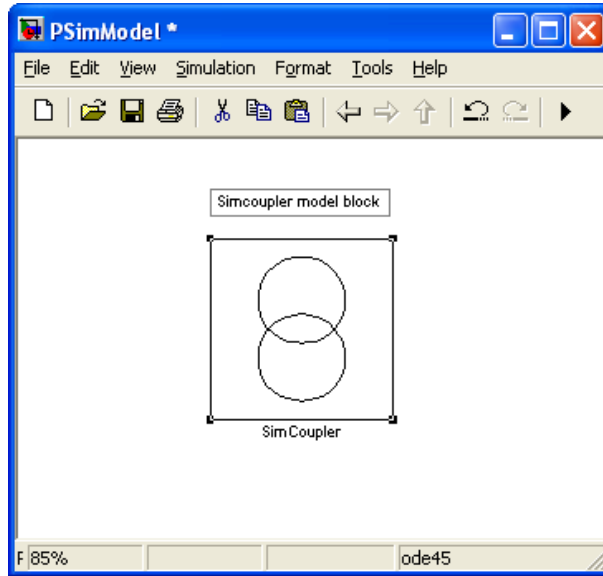 PSimModel *
File Edit View Simulation Format Tools Help
Simcoupler model block
SimCoupler
F 85% ode45